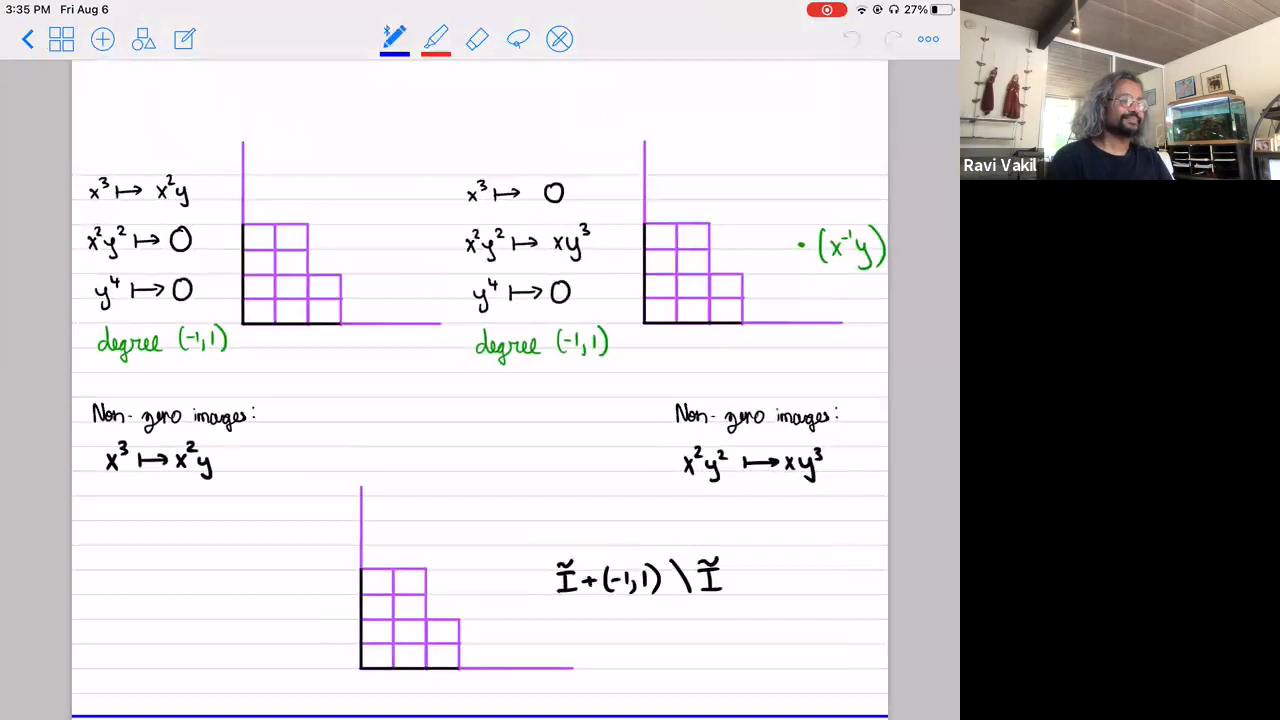 3:35 PM Fri Aug 6
27%
Ravi Vakil
x³ ↦ x²y
x²y² ↦ 0
y⁴ ↦ 0
degree (-1,1)
x³ ↦ 0
x²y² ↦ xy³
y⁴ ↦ 0
degree (-1,1)
• (x⁻¹y)
Non-zero images:
x³ ↦ x²y
Non-zero images:
x²y² ↦ xy³
Ĩ + (-1,1) \ Ĩ